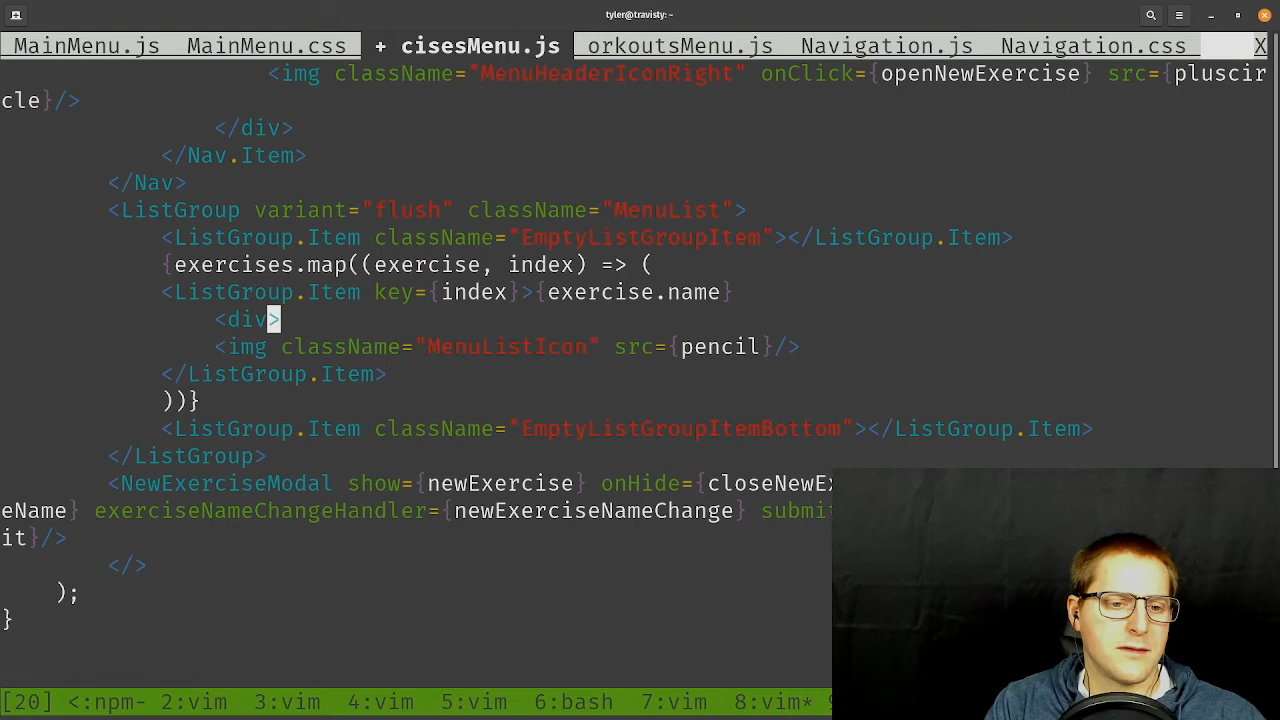 tyler@travisty: ~
MainMenu.js MainMenu.css + cisesMenu.js orkoutsMenu.js Navigation.js Navigation.css X
<img className="MenuHeaderIconRight" onClick={openNewExercise} src={pluscir
cle}/>
</div>
</Nav.Item>
</Nav>
<ListGroup variant="flush" className="MenuList">
<ListGroup.Item className="EmptyListGroupItem"></ListGroup.Item>
{exercises.map((exercise, index) => (
<ListGroup.Item key={index}>{exercise.name}
<div>
<img className="MenuListIcon" src={pencil}/>
</ListGroup.Item>
))}
<ListGroup.Item className="EmptyListGroupItemBottom"></ListGroup.Item>
</ListGroup>
<NewExerciseModal show={newExercise} onHide={closeNewEx
eName} exerciseNameChangeHandler={newExerciseNameChange} submi
it}/>
</>
);
}
[20] <:npm- 2:vim 3:vim 4:vim 5:vim 6:bash 7:vim 8:vim*